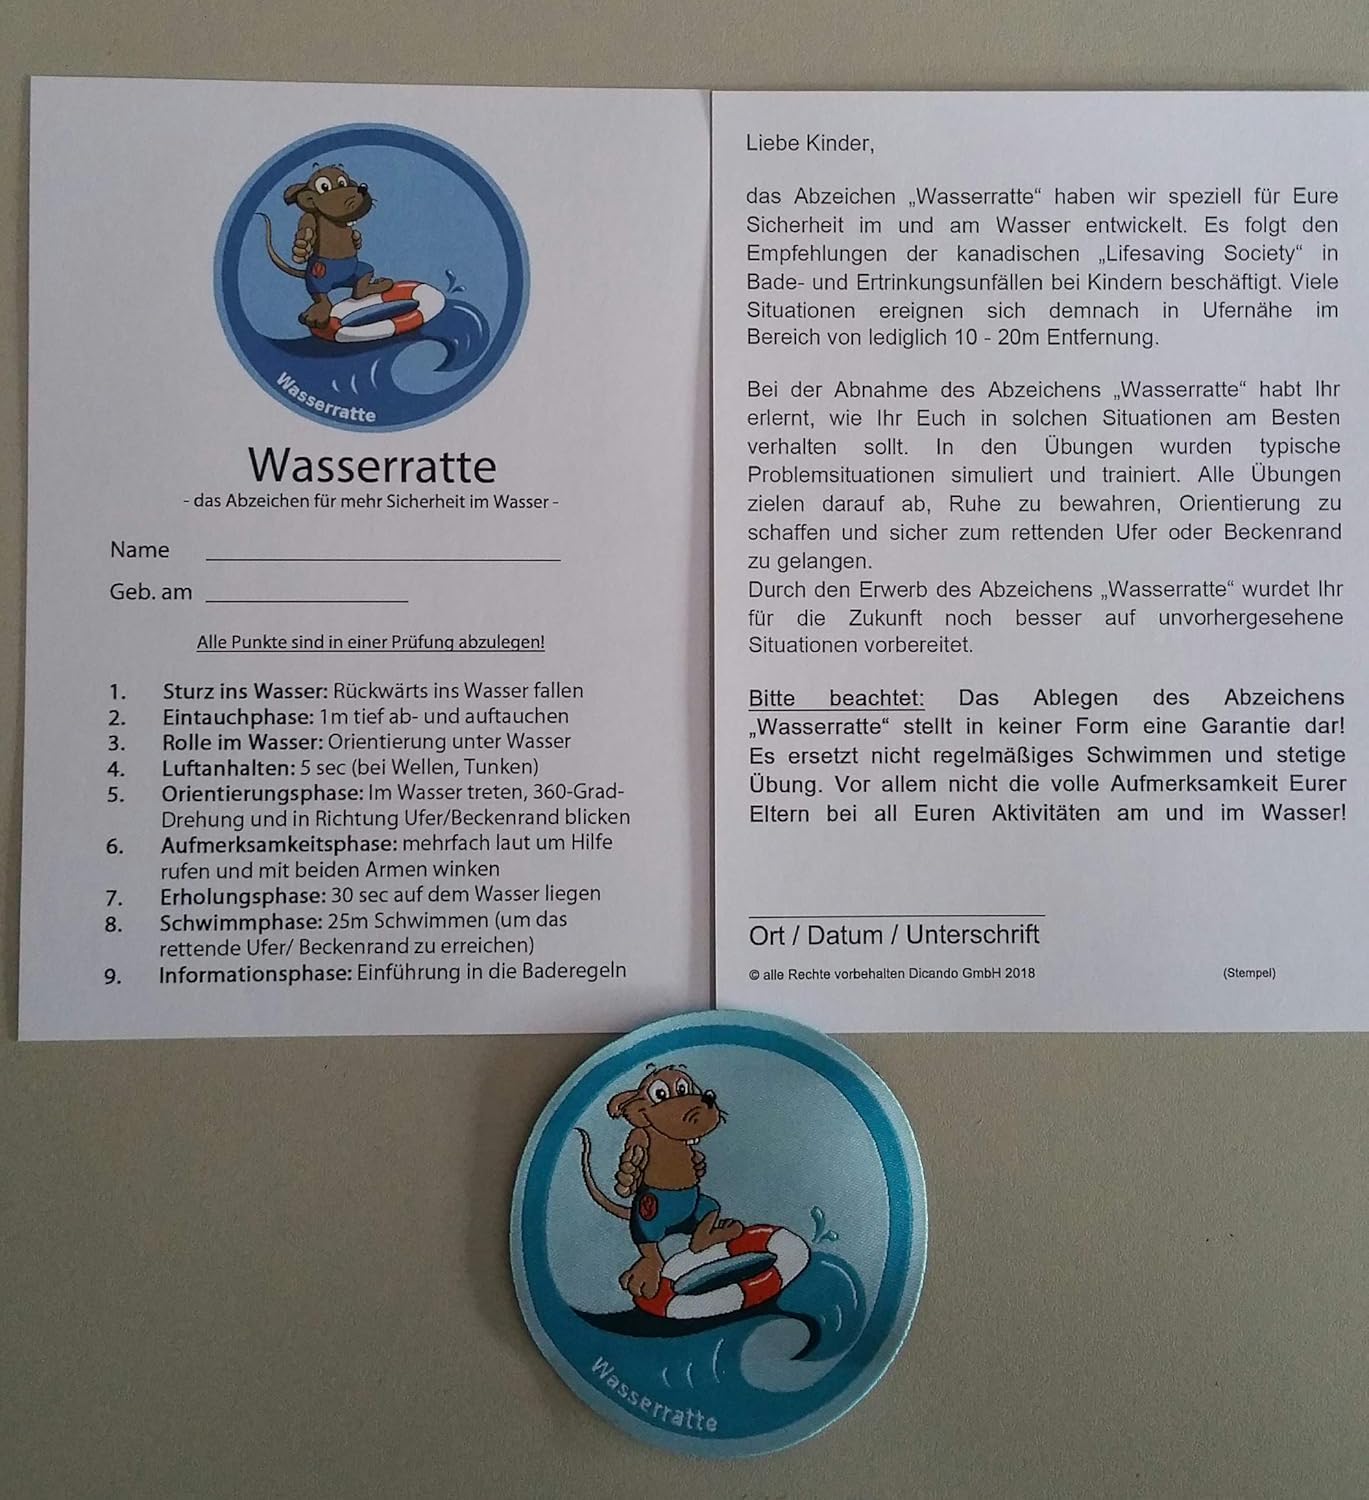 Wasserratte
Wasserratte
- das Abzeichen für mehr Sicherheit im Wasser -
Name
Geb. am
Alle Punkte sind in einer Prüfung abzulegen!
1. Sturz ins Wasser: Rückwärts ins Wasser fallen
2. Eintauchphase: 1m tief ab- und auftauchen
3. Rolle im Wasser: Orientierung unter Wasser
4. Luftanhalten: 5 sec (bei Wellen, Tunken)
5. Orientierungsphase: Im Wasser treten, 360-Grad-
Drehung und in Richtung Ufer/Beckenrand blicken
6. Aufmerksamkeitsphase: mehrfach laut um Hilfe
rufen und mit beiden Armen winken
7. Erholungsphase: 30 sec auf dem Wasser liegen
8. Schwimmphase: 25m Schwimmen (um das
rettende Ufer/ Beckenrand zu erreichen)
9. Informationsphase: Einführung in die Baderegeln
Liebe Kinder,
das Abzeichen „Wasserratte“ haben wir speziell für Eure
Sicherheit im und am Wasser entwickelt. Es folgt den
Empfehlungen der kanadischen „Lifesaving Society“ in
Bade- und Ertrinkungsunfällen bei Kindern beschäftigt. Viele
Situationen ereignen sich demnach in Ufernähe im
Bereich von lediglich 10 - 20m Entfernung.
Bei der Abnahme des Abzeichens „Wasserratte“ habt Ihr
erlernt, wie Ihr Euch in solchen Situationen am Besten
verhalten sollt. In den Übungen wurden typische
Problemsituationen simuliert und trainiert. Alle Übungen
zielen darauf ab, Ruhe zu bewahren, Orientierung zu
schaffen und sicher zum rettenden Ufer oder Beckenrand
zu gelangen.
Durch den Erwerb des Abzeichens „Wasserratte“ wurdet Ihr
für die Zukunft noch besser auf unvorhergesehene
Situationen vorbereitet.
Bitte beachtet: Das Ablegen des Abzeichens
„Wasserratte“ stellt in keiner Form eine Garantie dar!
Es ersetzt nicht regelmäßiges Schwimmen und stetige
Übung. Vor allem nicht die volle Aufmerksamkeit Eurer
Eltern bei all Euren Aktivitäten am und im Wasser!
Ort / Datum / Unterschrift
© alle Rechte vorbehalten Dicando GmbH 2018 (Stempel)
Wasserratte